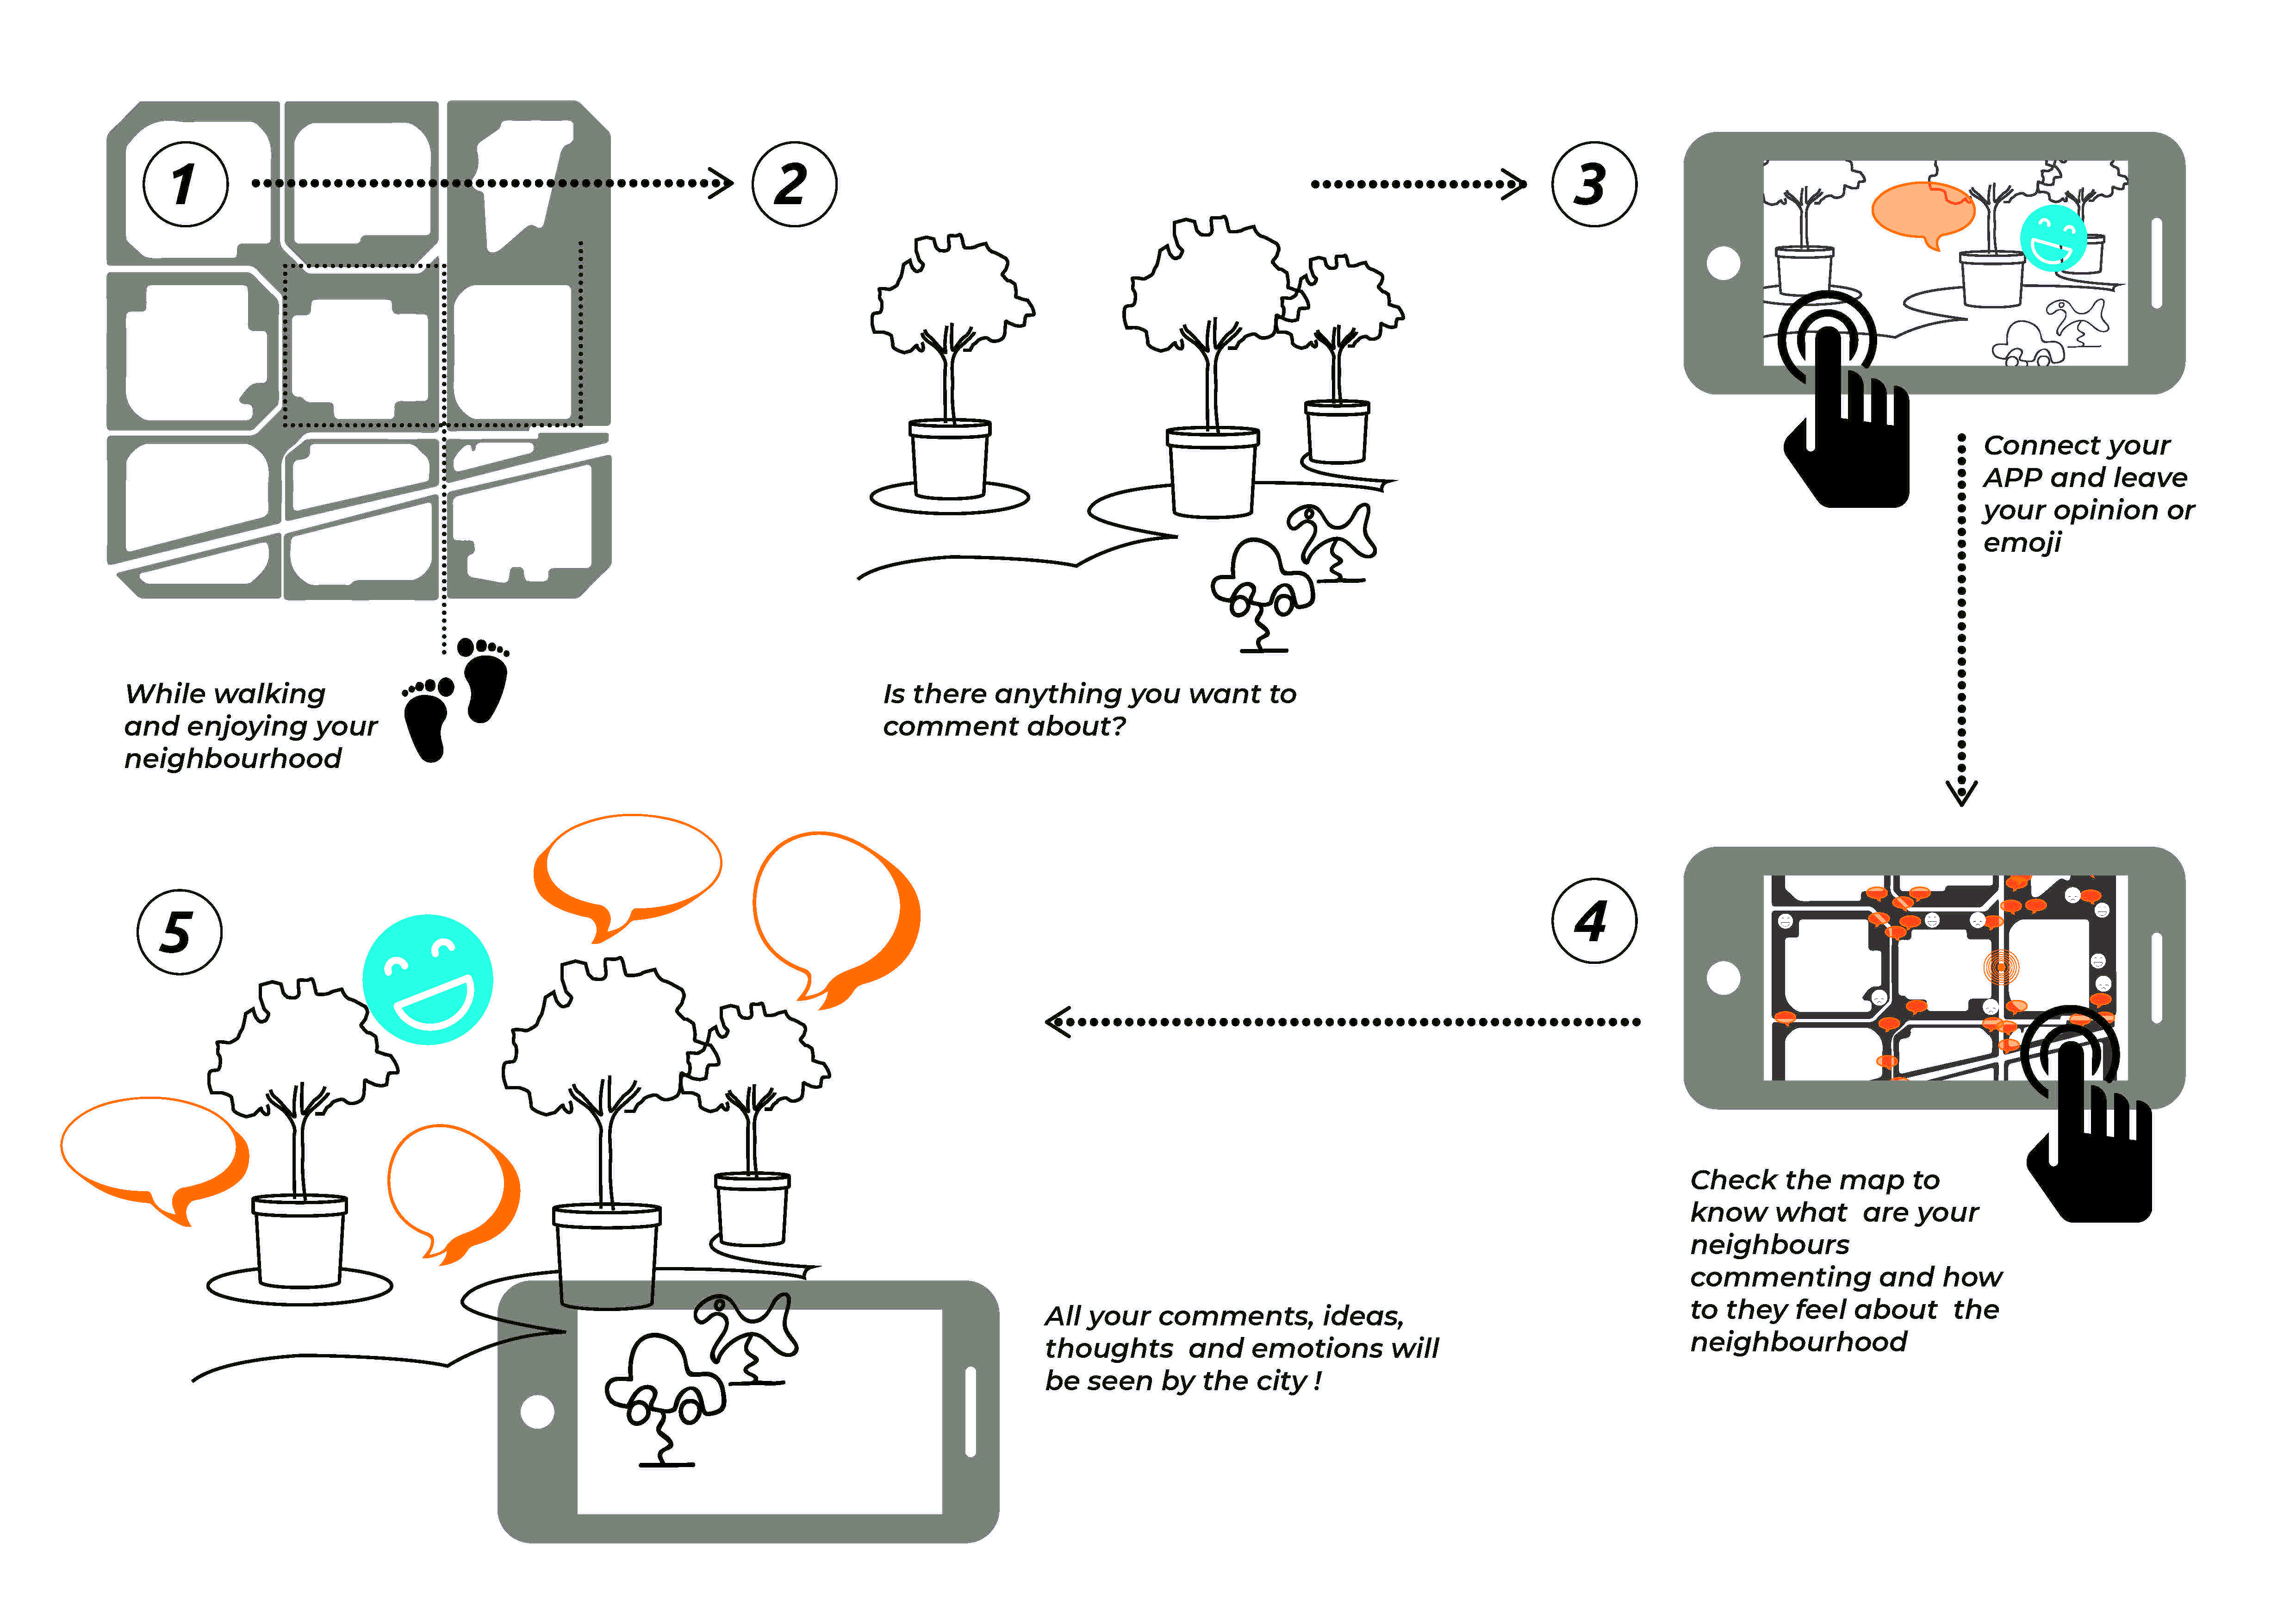 1
While walking
and enjoying your
neighbourhood
2
Is there anything you want to
comment about?
3
Connect your
APP and leave
your opinion or
emoji
4
Check the map to
know what  are your
neighbours
commenting and how
to they feel about  the
neighbourhood
5
All your comments, ideas,
thoughts  and emotions will
be seen by the city !